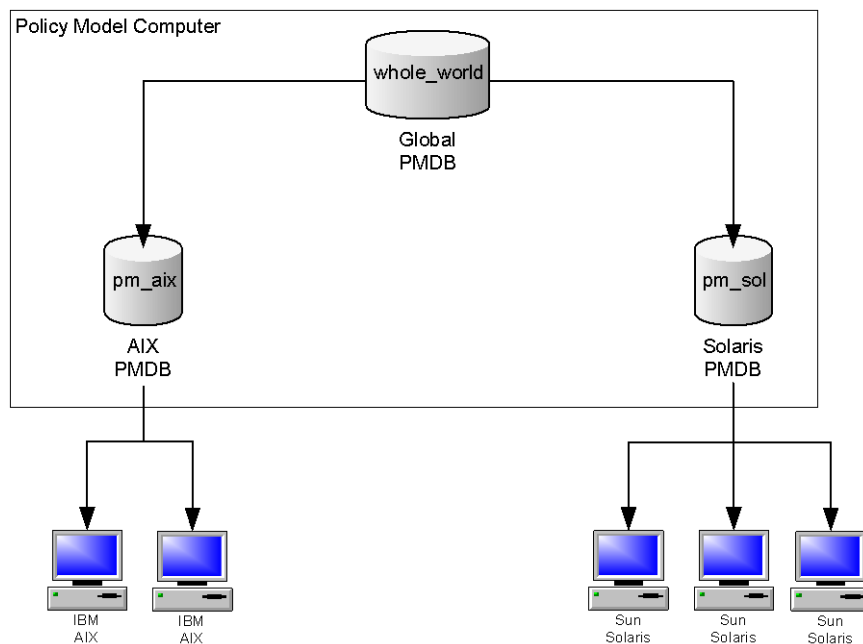 Policy Model Computer
whole_world
Global
PMDB
pm_aix
pm_sol
AIX
PMDB
Solaris
PMDB
IBM
AIX
IBM
AIX
Sun
Solaris
Sun
Solaris
Sun
Solaris